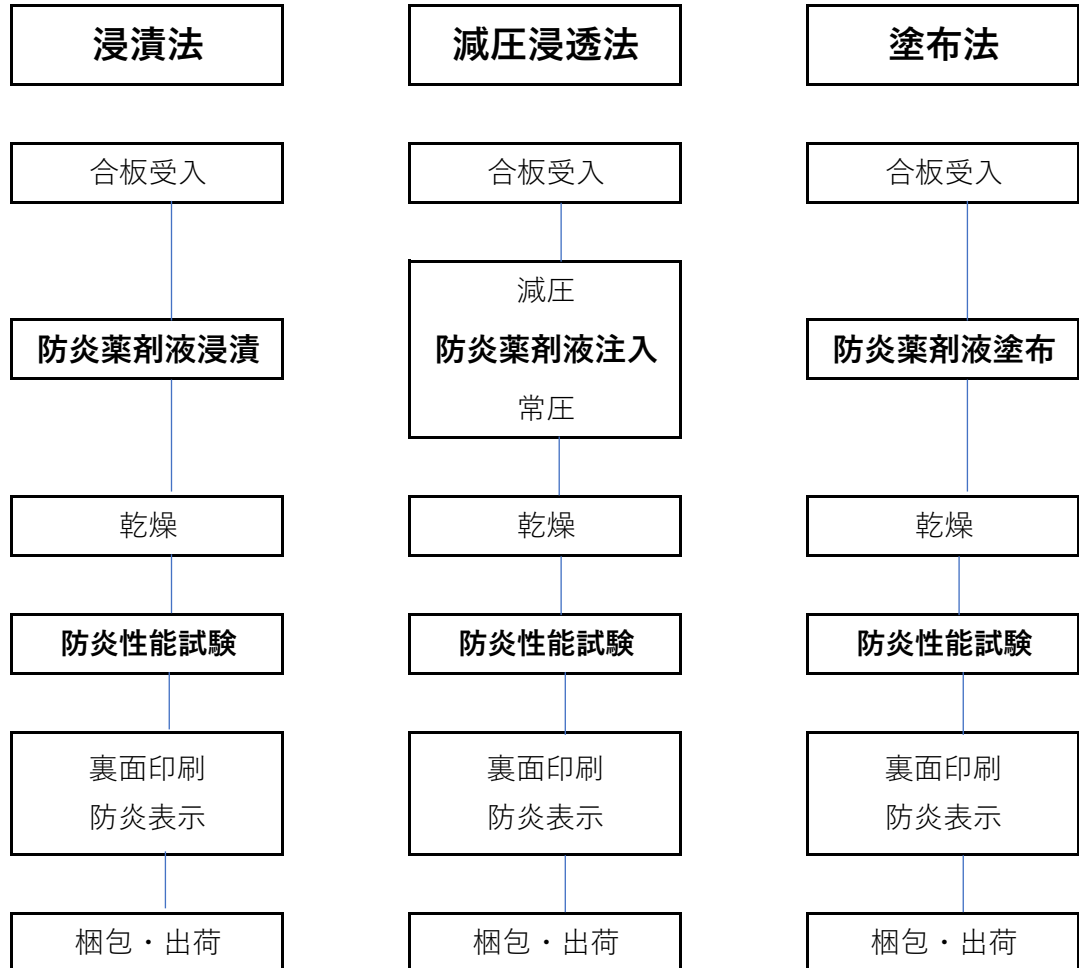 浸漬法
減圧浸透法
塗布法
合板受入
合板受入
合板受入
減圧
防炎薬剤液浸漬
防炎薬剤液注入
防炎薬剤液塗布
常圧
乾燥
乾燥
乾燥
防炎性能試験
防炎性能試験
防炎性能試験
裏面印刷
防炎表示
裏面印刷
防炎表示
裏面印刷
防炎表示
梱包・出荷
梱包・出荷
梱包・出荷